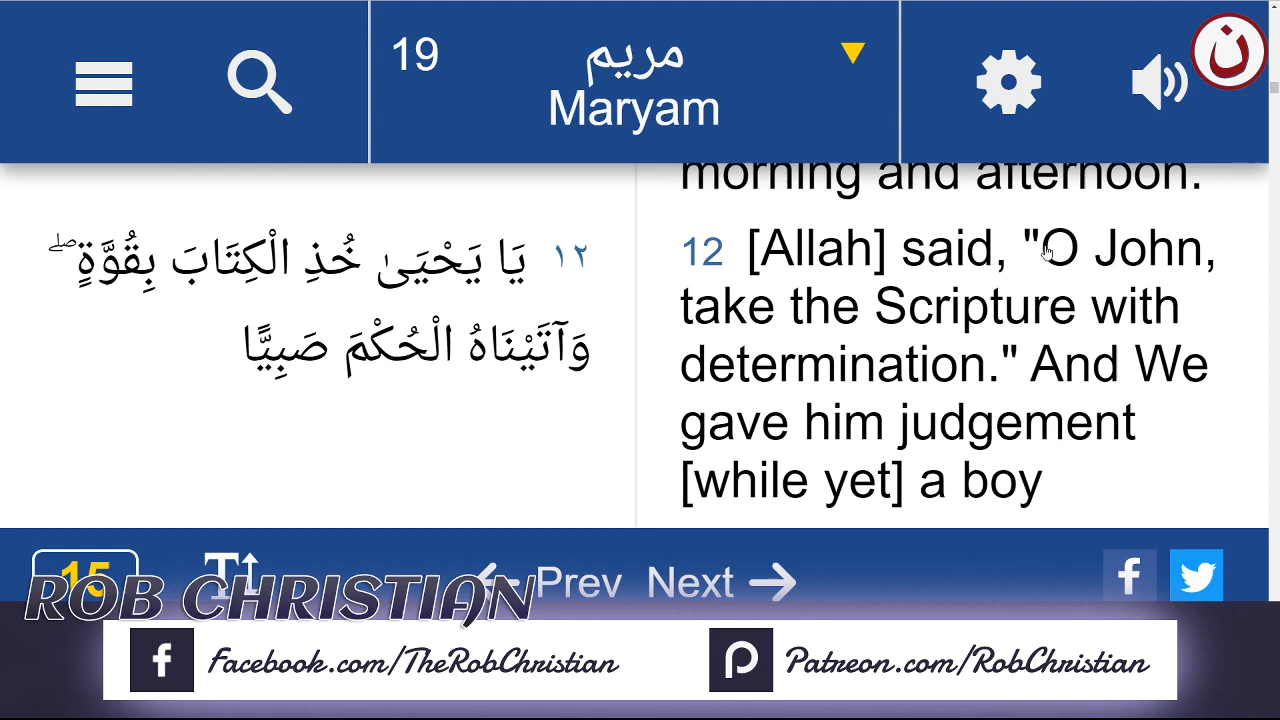 19
مريم
Maryam
ن
morning and afternoon.
١٢ يَا يَحْيَىٰ خُذِ الْكِتَابَ بِقُوَّةٍ ۖ
وَآتَيْنَاهُ الْحُكْمَ صَبِيًّا
12 [Allah] said, "O John,
take the Scripture with
determination." And We
gave him judgement
[while yet] a boy
15
T
Prev Next
ROB CHRISTIAN
Facebook.com/TheRobChristian
Patreon.com/RobChristian